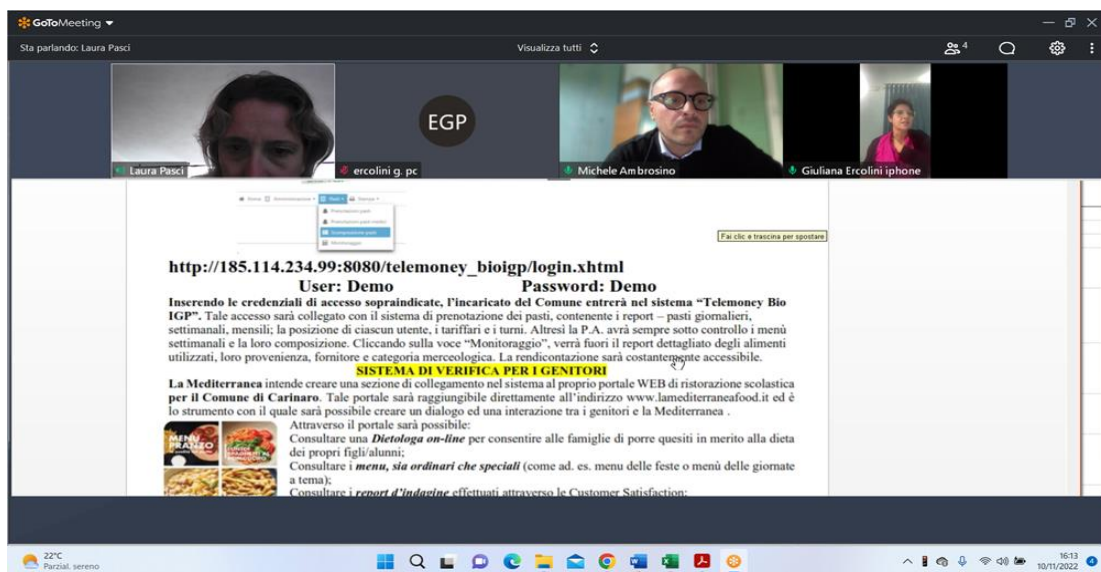 GoToMeeting
Sta parlando: Laura Pasci
Visualizza tutti
4
EGP
Laura Pasci
ercolini g. pc
Michele Ambrosino
Giuliana Ercolini iphone
Home Amministrazione Pasti Stampa
Prenotazioni pasti
Composizione pasti
Monitoraggio
Fai clic e trascina per spostare
http://185.114.234.99:8080/telemoney_bioigp/login.xhtml
User: Demo Password: Demo
Inserendo le credenziali di accesso sopraindicate, l'incaricato del Comune entrerà nel sistema “Telemoney Bio
IGP”. Tale accesso sarà collegato con il sistema di prenotazione dei pasti, contenente i report – pasti giornalieri,
settimanali, mensili; la posizione di ciascun utente, i tariffari e i turni. Altresì la P.A. avrà sempre sotto controllo i menù
settimanali e la loro composizione. Cliccando sulla voce “Monitoraggio”, verrà fuori il report dettagliato degli alimenti
utilizzati, loro provenienza, fornitore e categoria merceologica. La rendicontazione sarà costantemente accessibile.
SISTEMA DI VERIFICA PER I GENITORI
La Mediterranea intende creare una sezione di collegamento nel sistema al proprio portale WEB di ristorazione scolastica
per il Comune di Carinaro. Tale portale sarà raggiungibile direttamente all'indirizzo www.lamediterraneafood.it ed è
lo strumento con il quale sarà possibile creare un dialogo ed una interazione tra i genitori e la Mediterranea .
Attraverso il portale sarà possibile:
Consultare una Dietologa on-line per consentire alle famiglie di porre quesiti in merito alla dieta
dei propri figli/alunni;
Consultare i menu, sia ordinari che speciali (come ad. es. menu delle feste o menù delle giornate
a tema);
Consultare i report d'indagine effettuati attraverso le Customer Satisfaction;
MENU
PRANZO
22°C
Parzial. sereno
16:13
10/11/2022